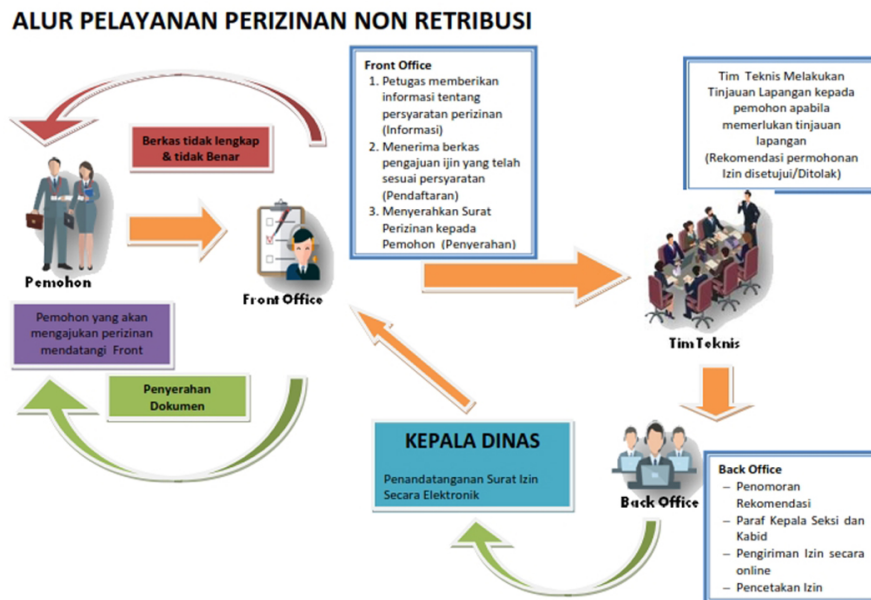 ALUR PELAYANAN PERIZINAN NON RETRIBUSI
Berkas tidak lengkap
& tidak Benar
Pemohon
Front Office
Front Office
1. Petugas memberikan
informasi tentang
persyaratan perizinan
(Informasi)
2. Menerima berkas
pengajuan ijin yang telah
sesuai persyaratan
(Pendaftaran)
3. Menyerahkan Surat
Perizinan kepada
Pemohon (Penyerahan)
Tim Teknis Melakukan
Tinjauan Lapangan kepada
pemohon apabila
memerlukan tinjauan
lapangan
(Rekomendasi permohonan
Izin disetujui/Ditolak)
Tim Teknis
Pemohon yang akan
mengajukan perizinan
mendatangi Front
Penyerahan
Dokumen
KEPALA DINAS
Penandatanganan Surat Izin
Secara Elektronik
Back Office
Back Office
– Penomoran
Rekomendasi
– Paraf Kepala Seksi dan
Kabid
– Pengiriman Izin secara
online
– Pencetakan Izin